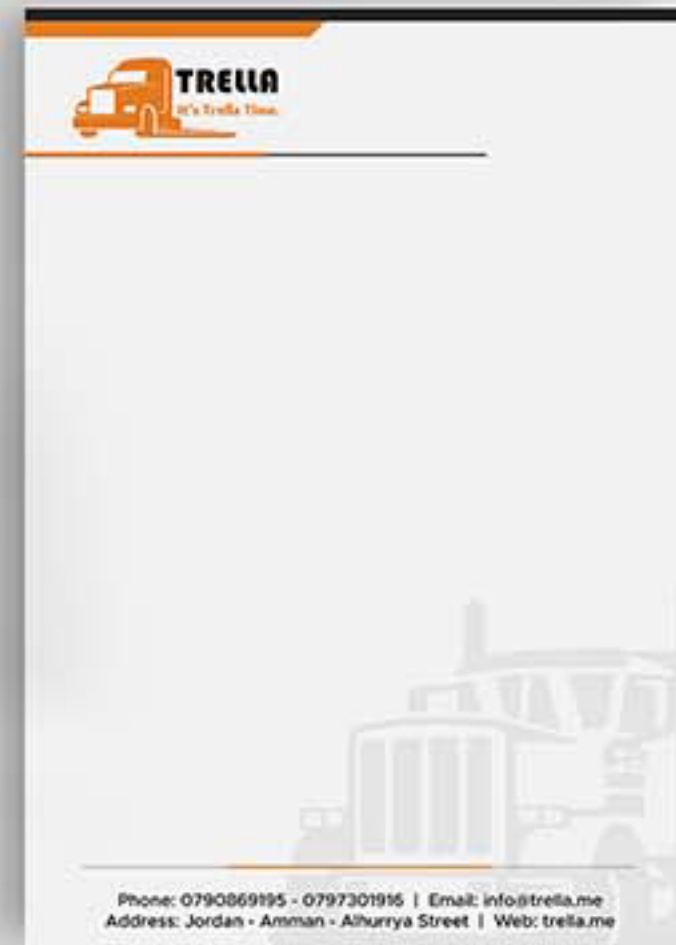 TRELLA
It's Trella Time.
Phone: 0790869195 - 0797301916 | Email: info@trella.me
Address: Jordan - Amman - Alhurrya Street | Web: trella.me